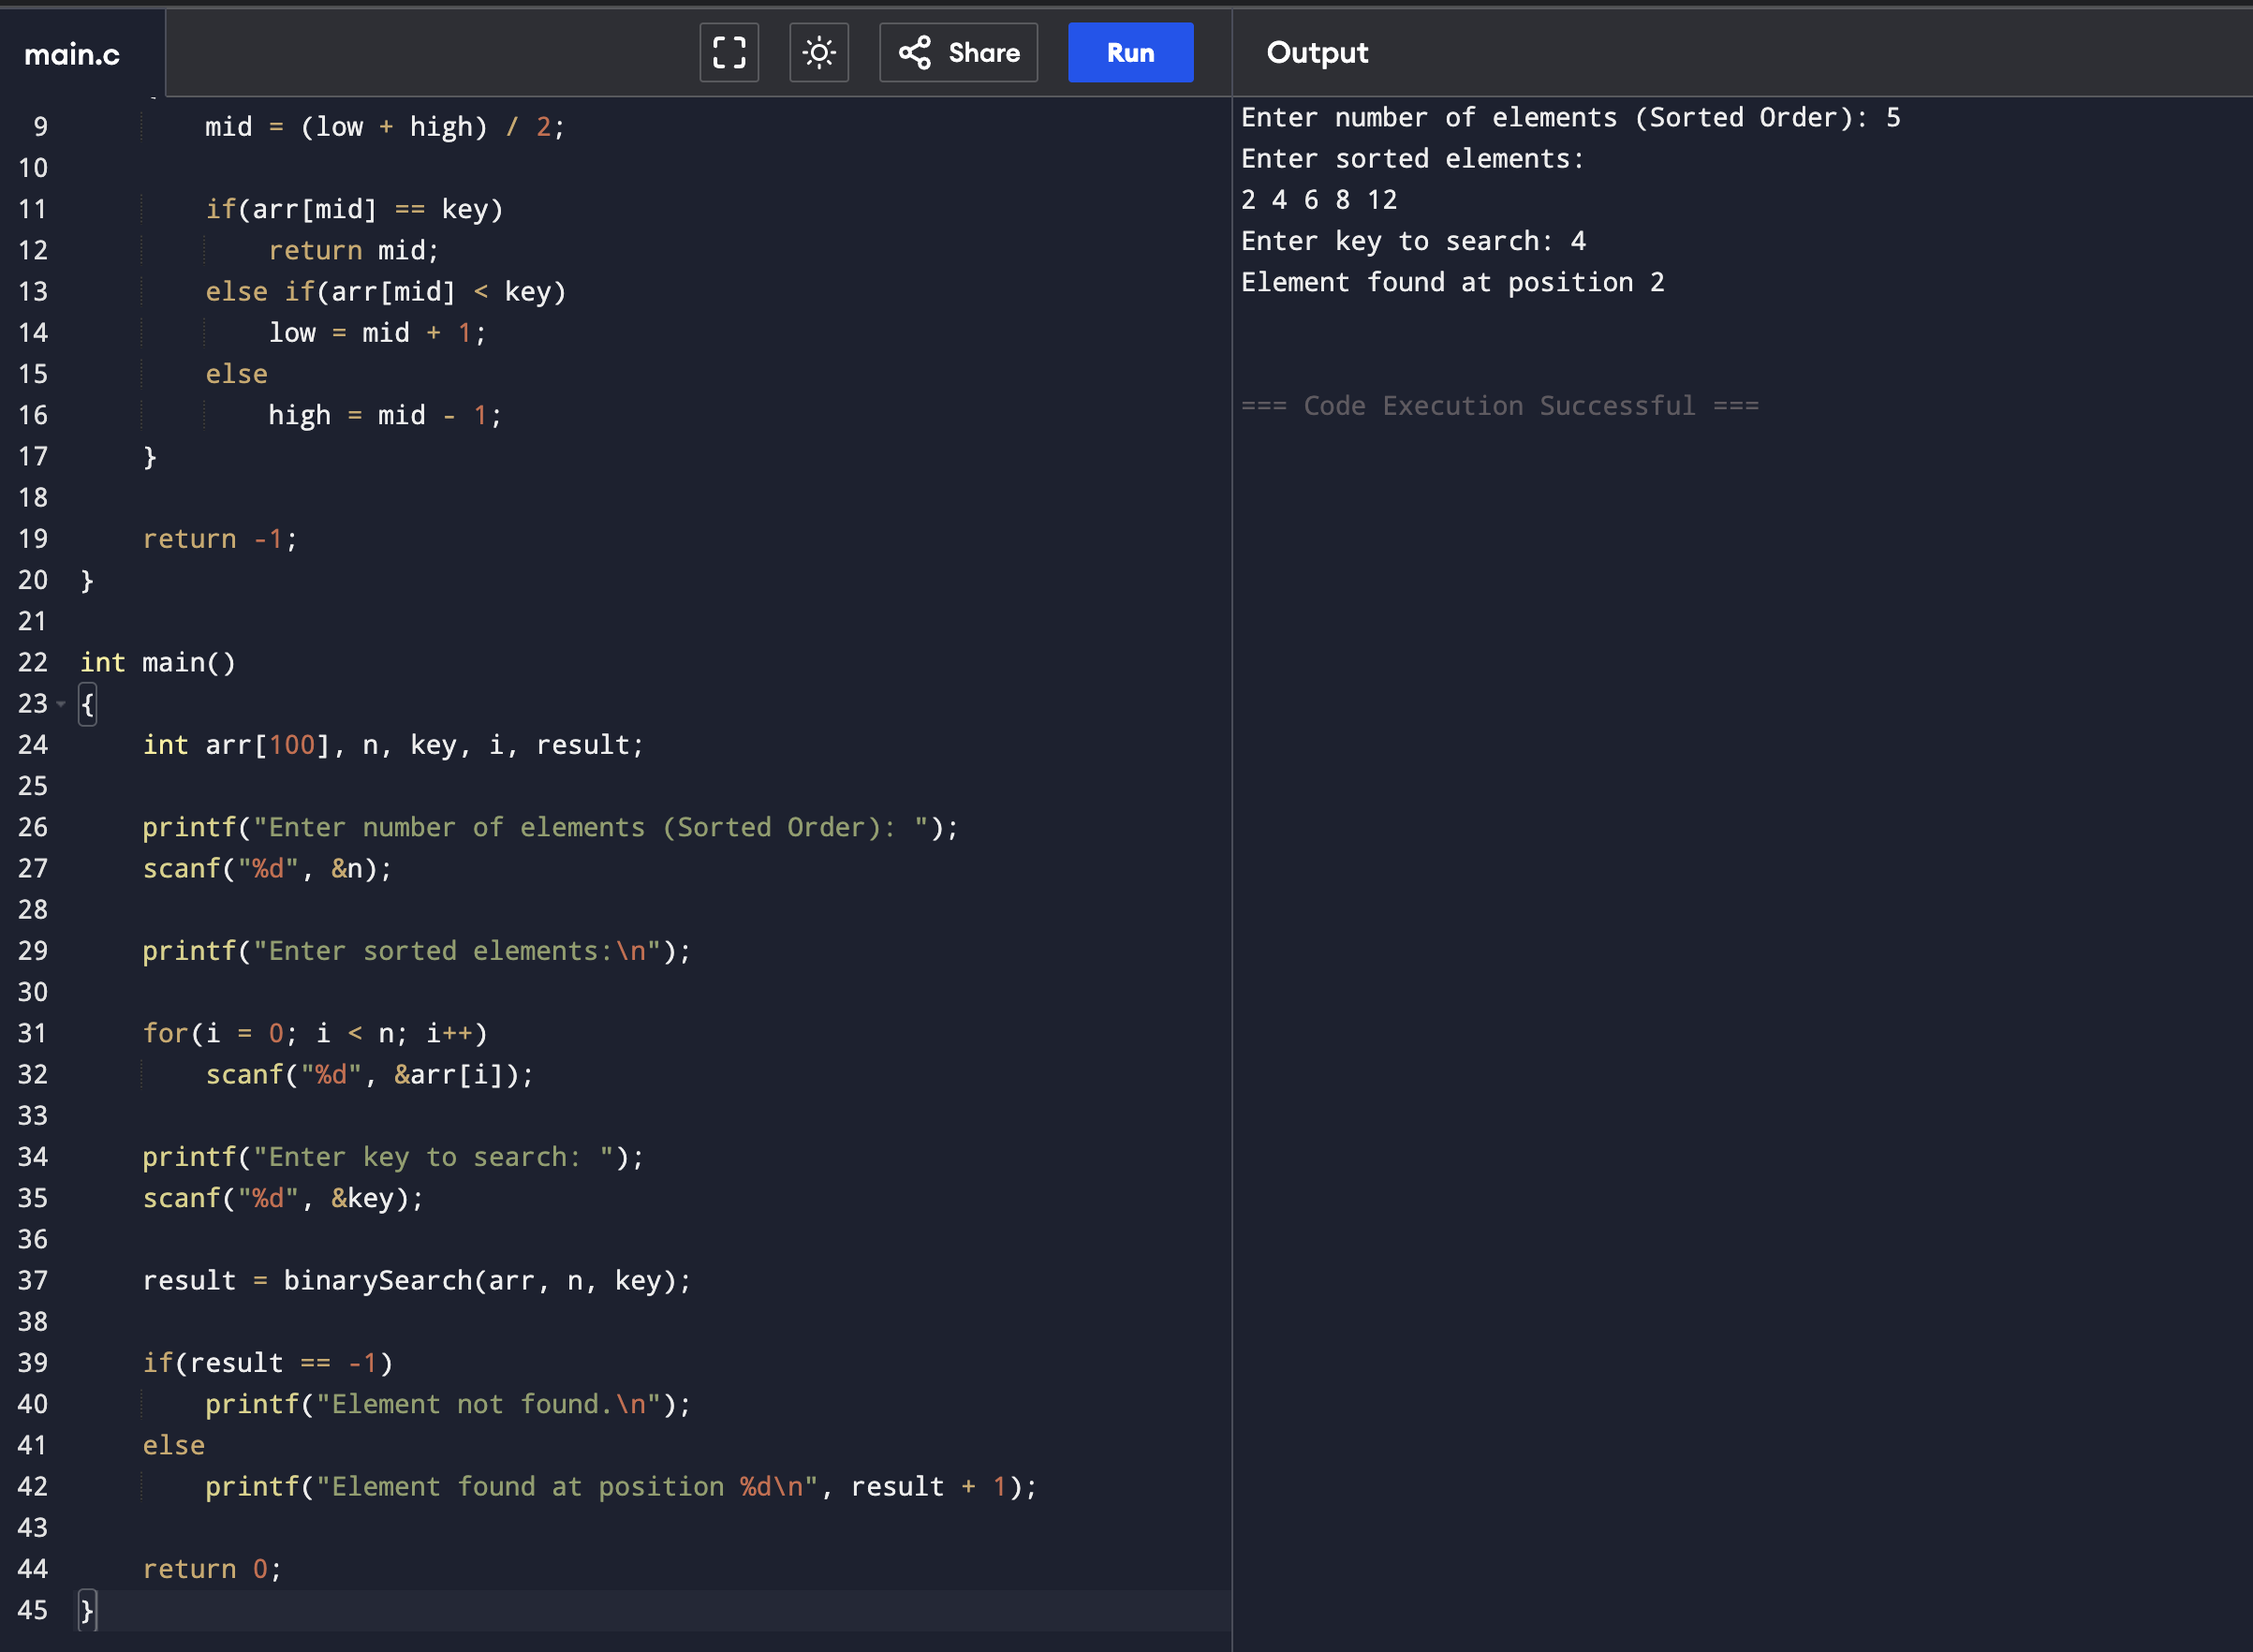 main.c
Share
Run
Output
9 mid = (low + high) / 2;
10
11 if(arr[mid] == key)
12 return mid;
13 else if(arr[mid] < key)
14 low = mid + 1;
15 else
16 high = mid - 1;
17 }
18
19 return -1;
20 }
21
22 int main()
23 {
24 int arr[100], n, key, i, result;
25
26 printf("Enter number of elements (Sorted Order): ");
27 scanf("%d", &n);
28
29 printf("Enter sorted elements:\n");
30
31 for(i = 0; i < n; i++)
32 scanf("%d", &arr[i]);
33
34 printf("Enter key to search: ");
35 scanf("%d", &key);
36
37 result = binarySearch(arr, n, key);
38
39 if(result == -1)
40 printf("Element not found.\n");
41 else
42 printf("Element found at position %d\n", result + 1);
43
44 return 0;
45 }
Enter number of elements (Sorted Order): 5
Enter sorted elements:
2 4 6 8 12
Enter key to search: 4
Element found at position 2
=== Code Execution Successful ===